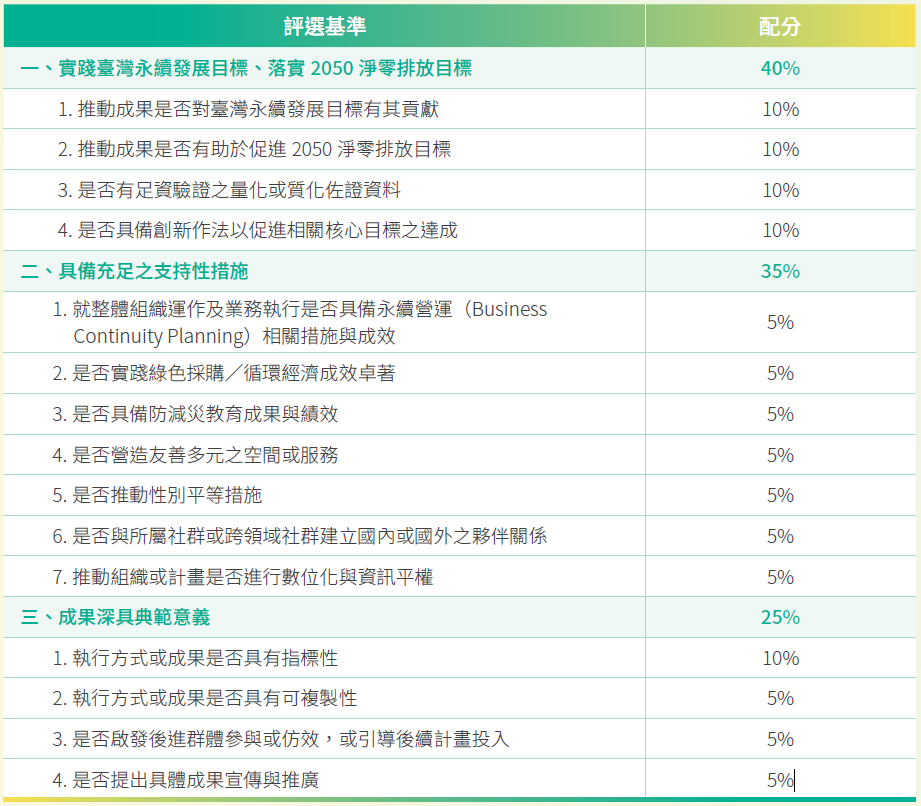 評選基準 配分
一、實踐臺灣永續發展目標、落實 2050 淨零排放目標 40%
1. 推動成果是否對臺灣永續發展目標有其貢獻 10%
2. 推動成果是否有助於促進 2050 淨零排放目標 10%
3. 是否有足資驗證之量化或質化佐證資料 10%
4. 是否具備創新作法以促進相關核心目標之達成 10%
二、具備充足之支持性措施 35%
1. 就整體組織運作及業務執行是否具備永續營運（Business
Continuity Planning）相關措施與成效 5%
2. 是否實踐綠色採購／循環經濟成效卓著 5%
3. 是否具備防減災教育成果與績效 5%
4. 是否營造友善多元之空間或服務 5%
5. 是否推動性別平等措施 5%
6. 是否與所屬社群或跨領域社群建立國內或國外之夥伴關係 5%
7. 推動組織或計畫是否進行數位化與資訊平權 5%
三、成果深具典範意義 25%
1. 執行方式或成果是否具有指標性 10%
2. 執行方式或成果是否具有可複製性 5%
3. 是否啟發後進群體參與或仿效，或引導後續計畫投入 5%
4. 是否提出具體成果宣傳與推廣 5%